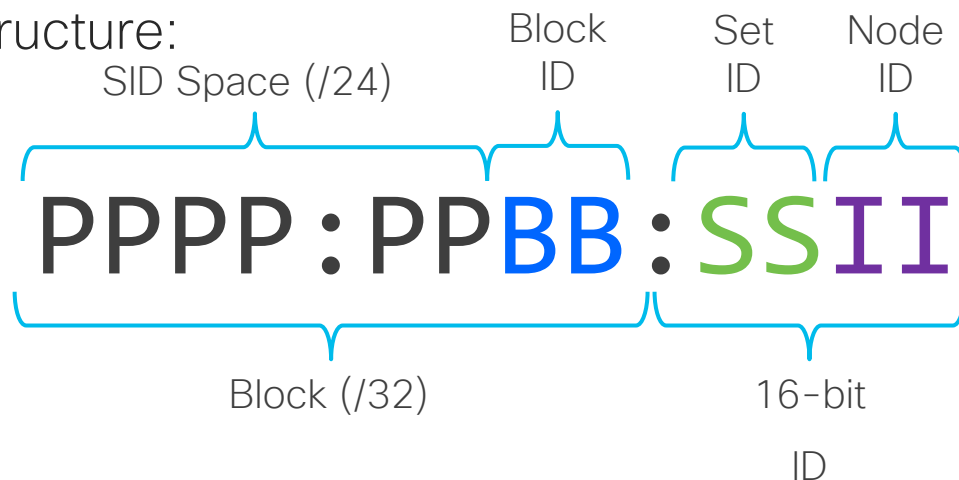 ructure:
SID Space (/24)
Block
ID
Set
ID
Node
ID
PPPP:PPBB:SSII
Block (/32)
16-bit
ID